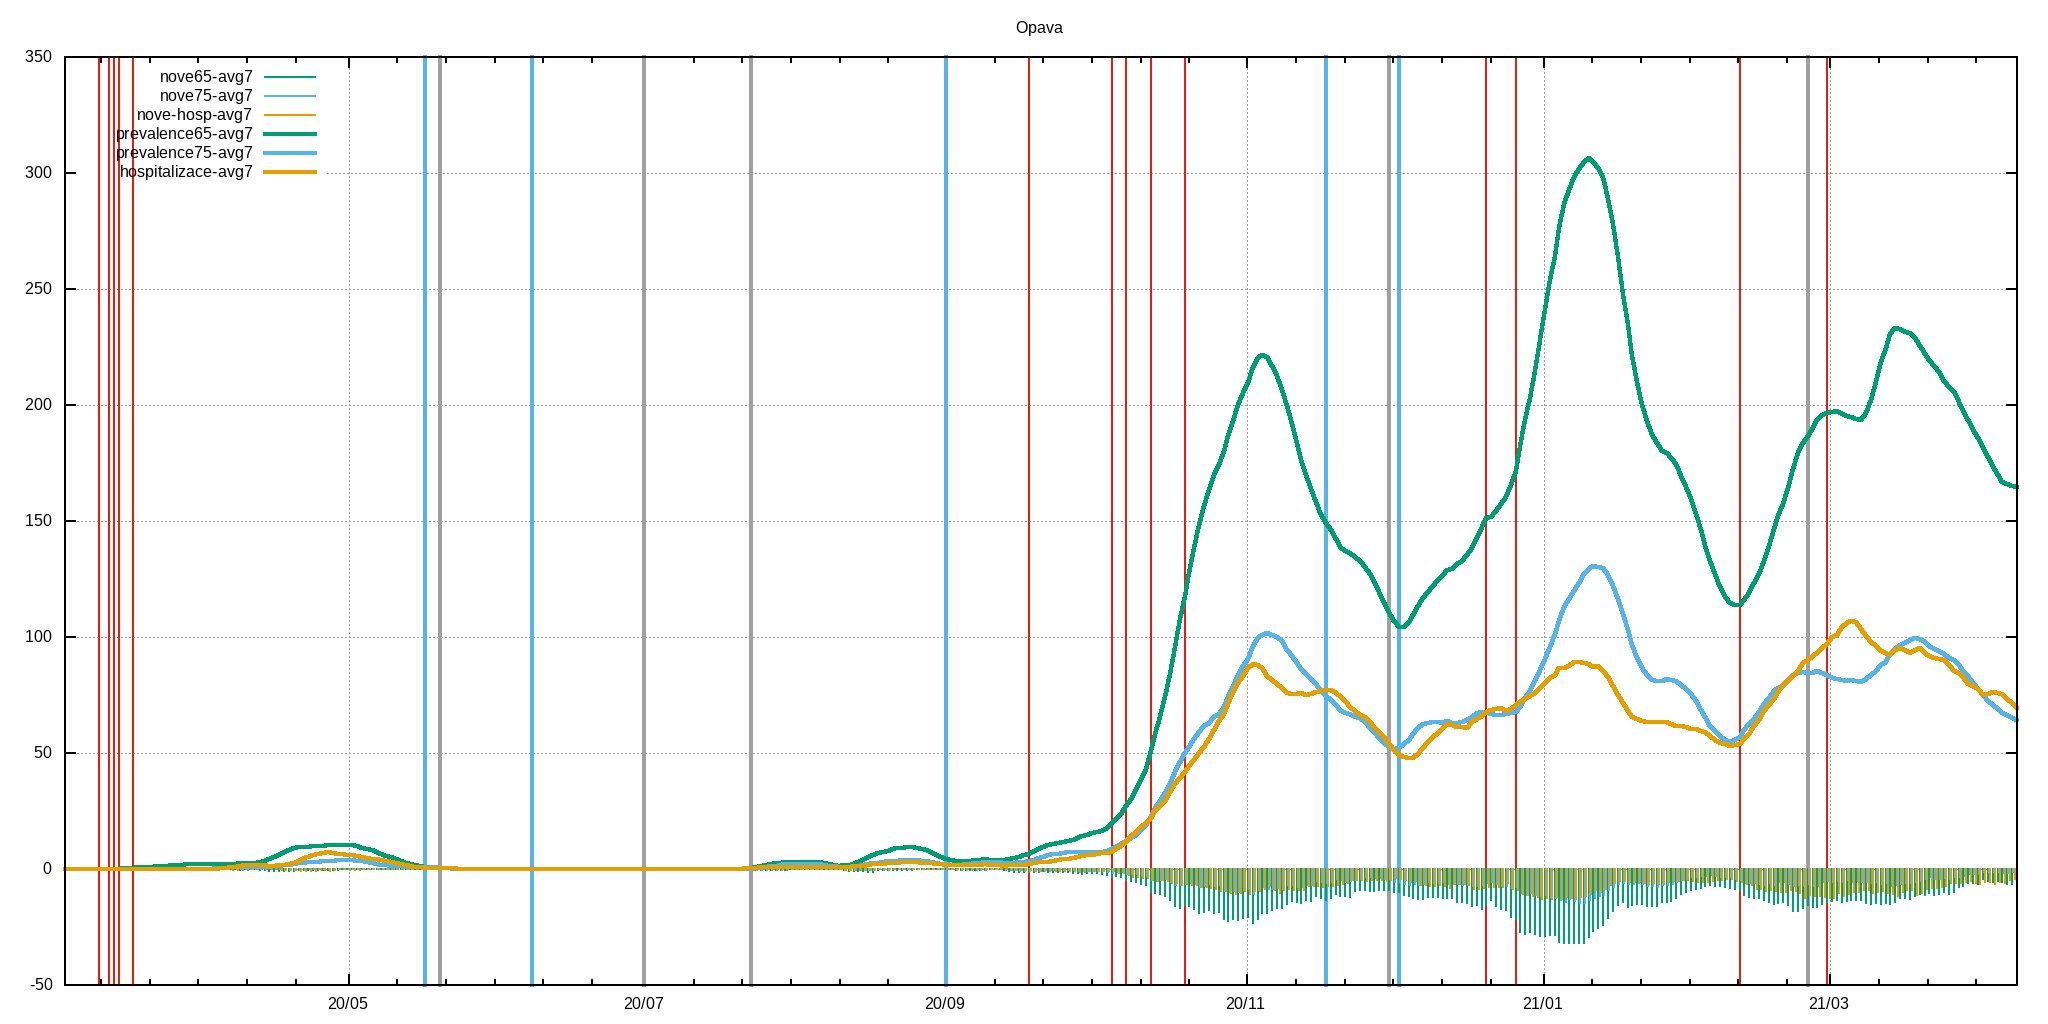 Opava
350
300
250
200
150
100
50
0
-50
nove65-avg7
nove75-avg7
nove-hosp-avg7
prevalence65-avg7
prevalence75-avg7
hospitalizace-avg7
20/05
20/07
20/09
20/11
21/01
21/03